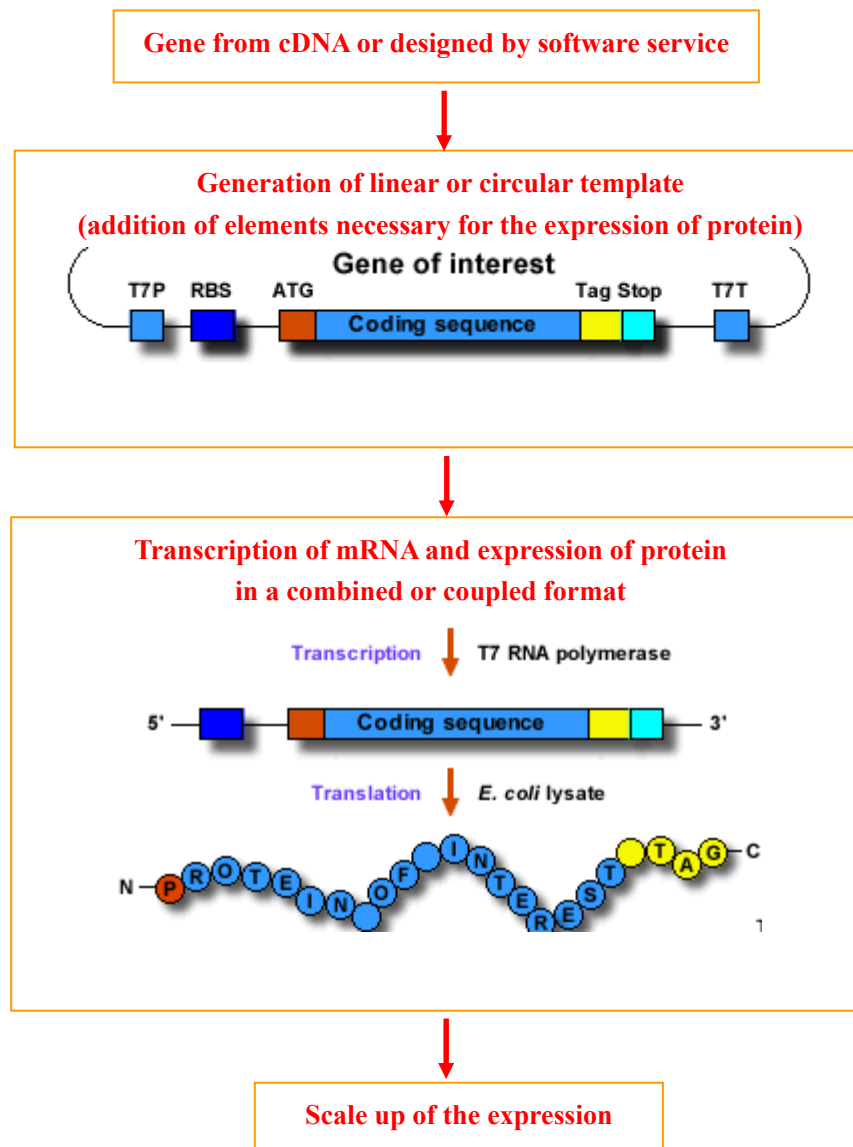 Gene from cDNA or designed by software service
Generation of linear or circular template
(addition of elements necessary for the expression of protein)
Gene of interest
T7P RBS ATG Tag Stop T7T
Coding sequence
Transcription of mRNA and expression of protein
in a combined or coupled format
Transcription T7 RNA polymerase
5' Coding sequence 3'
Translation E. coli lysate
N P R O T E I N O F I N T E R E S T T A G C
T
Scale up of the expression